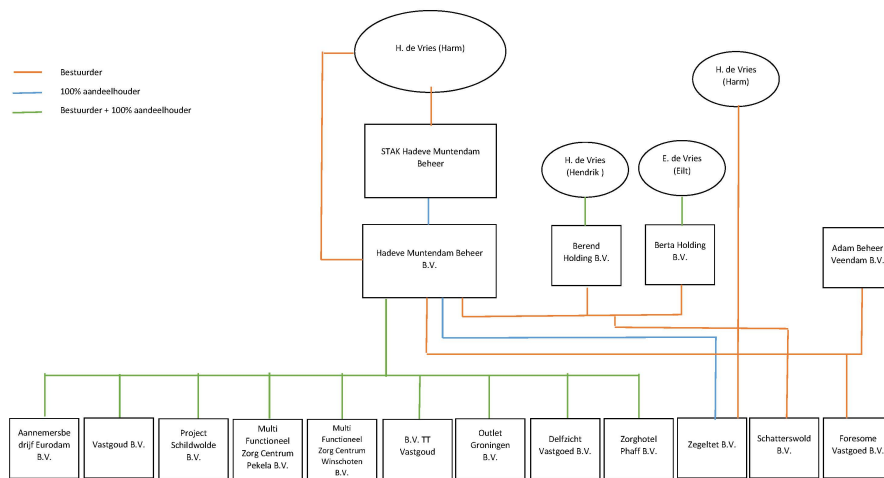 H. de Vries (Harm)
Bestuurder
100% aandeelhouder
Bestuurder + 100% aandeelhouder
H. de Vries
(Harm)
STAK Hadeve Muntendam
Beheer
H. de Vries
(Hendrik )
E. de Vries
(Eilt)
Hadeve Muntendam Beheer
B.V.
Berend
Holding B.V.
Berta Holding
B.V.
Adam Beheer
Veendam B.V.
Aannemersbe
drijf Eurodam
B.V.
Vastgoud B.V.
Project
Schildwolde
B.V.
Multi
Functioneel
Zorg Centrum
Pekela B.V.
Multi
Functioneel
Zorg Centrum
Winschoten
B.V.
B.V. TT
Vastgoud
Outlet
Groningen
B.V.
Delfzicht
Vastgoed B.V.
Zorghotel
Phaff B.V.
Zegeltet B.V.
Schatterswold
B.V.
Foresome
Vastgoed B.V.